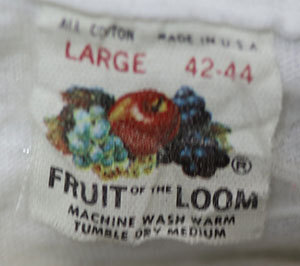 ALL COTTON MADE IN U.S.A
LARGE 42-44
®
FRUIT OF THE LOOM
MACHINE WASH WARM
TUMBLE DRY MEDIUM